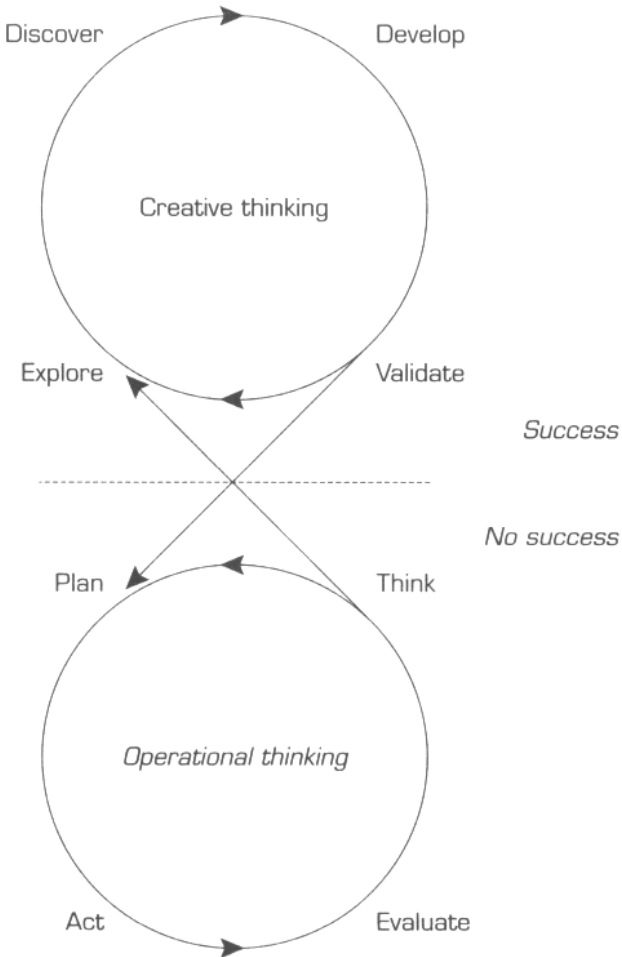 Discover
Develop
Creative thinking
Explore
Validate
Success
No success
Plan
Think
Operational thinking
Act
Evaluate